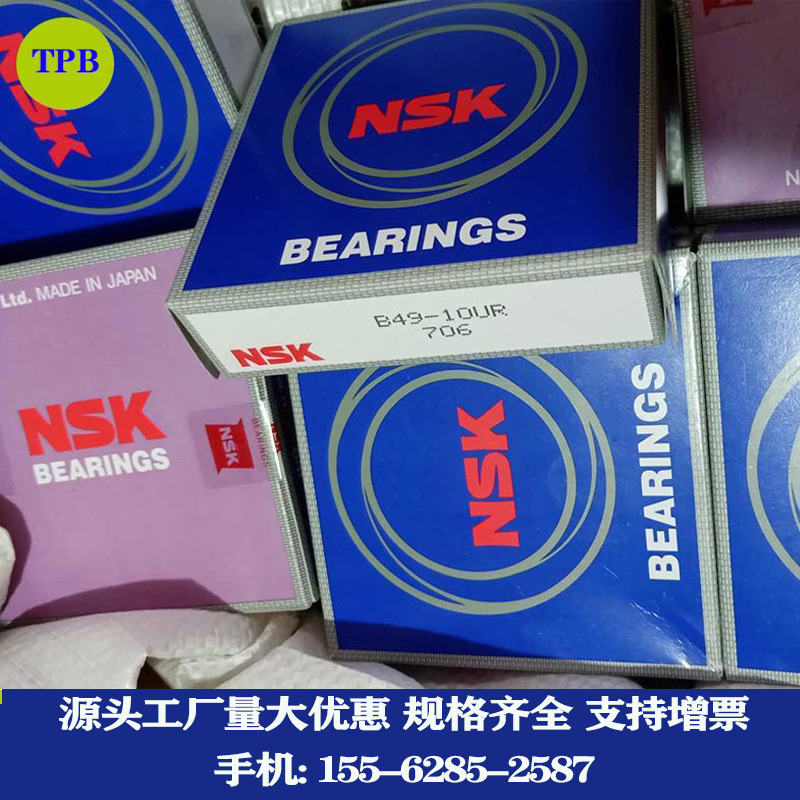 TPB
NSK
NSK
BEARINGS
B49-10UR
706
NSK
N
Ltd. MADE IN JAPAN
NSK
BEARINGS
NSK
BEARINGS
NSK
NSK
BEARINGS
源头工厂量大优惠 规格齐全 支持增票
手机: 155-6285-2587